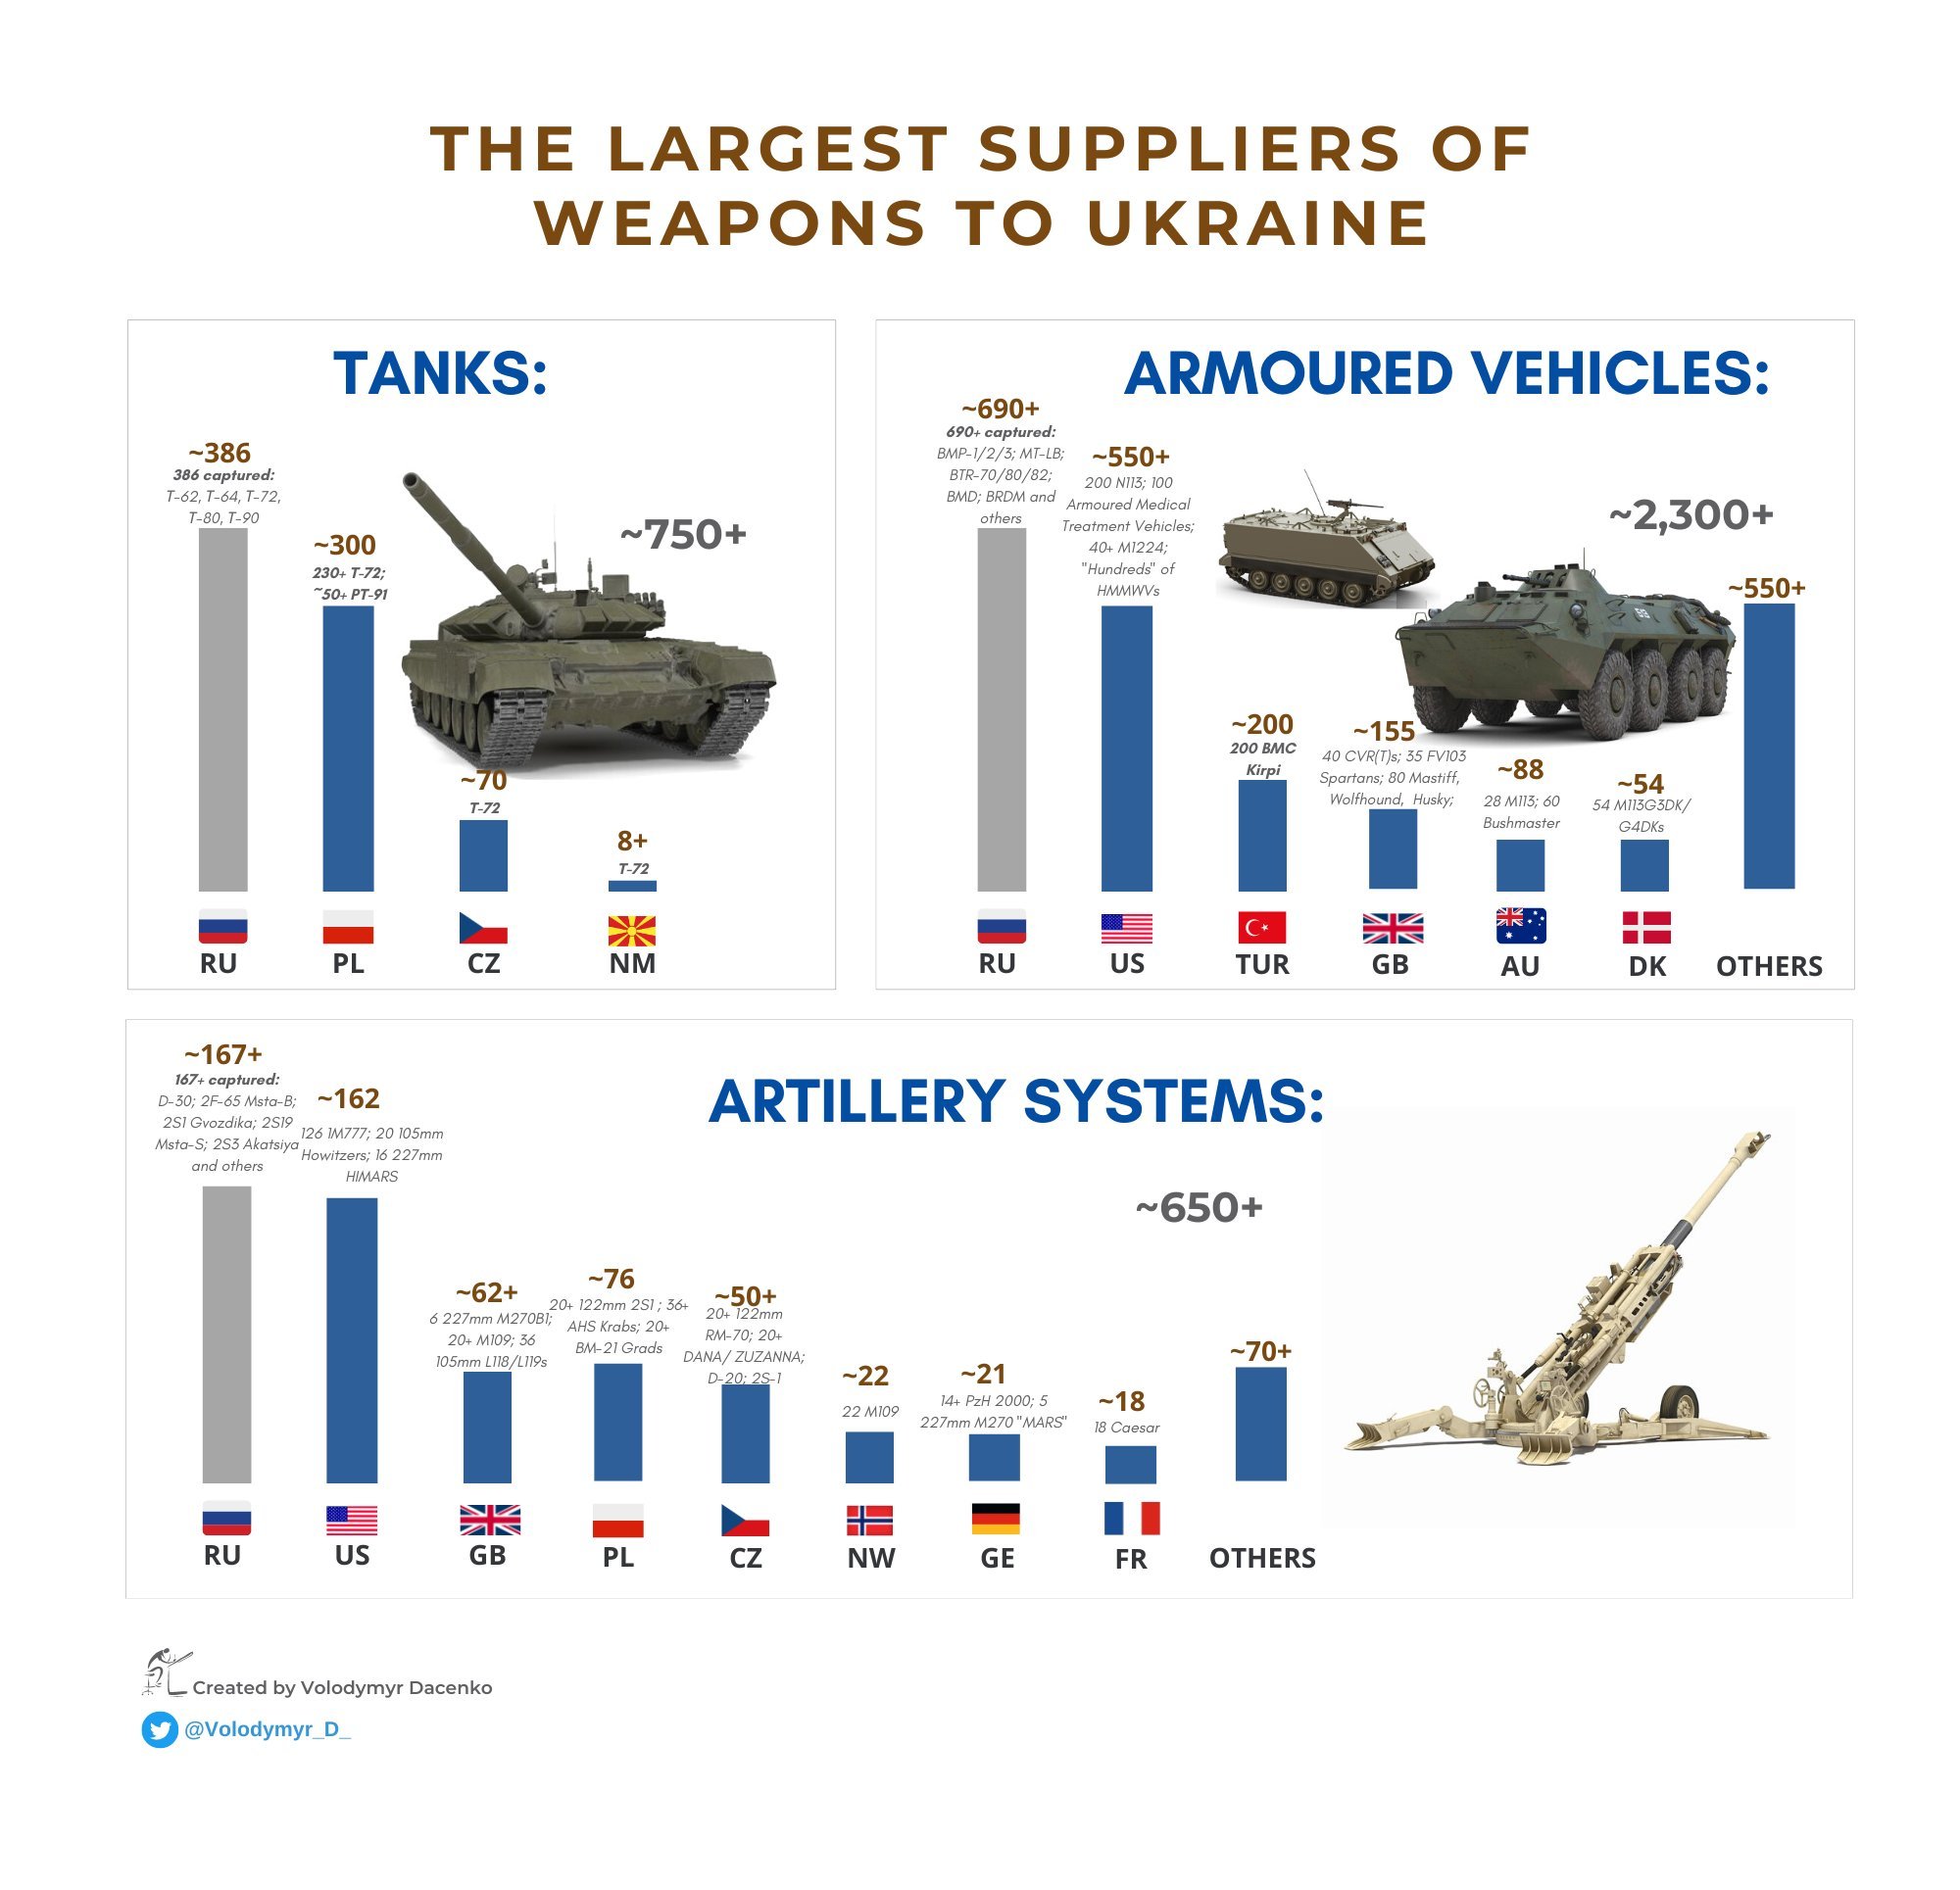 THE LARGEST SUPPLIERS OF
WEAPONS TO UKRAINE
TANKS:
~386
386 captured:
T-62, T-64, T-72,
T-80, T-90
~300
230+ T-72;
~50+ PT-91
~750+
~70
T-72
8+
T-72
RU
PL
CZ
NM
ARMOURED VEHICLES:
~690+
690+ captured:
BMP-1/2/3; MT-LB;
BTR-70/80/82;
BMD; BRDM and
others
~550+
200 N113; 100
Armoured Medical
Treatment Vehicles;
40+ M1224;
"Hundreds" of
HMMWVs
~2,300+
~200
200 BMC
Kirpi
~155
40 CVR(T)s; 35 FV103
Spartans; 80 Mastiff,
Wolfhound, Husky;
~88
28 M113; 60
Bushmaster
~54
54 M113G3DK/
G4DKs
~550+
RU
US
TUR
GB
AU
DK
OTHERS
ARTILLERY SYSTEMS:
~167+
167+ captured:
D-30; 2F-65 Msta-B;
2S1 Gvozdika; 2S19
Msta-S; 2S3 Akatsiya
and others
~162
126 1M777; 20 105mm
Howitzers; 16 227mm
HIMARS
~650+
~62+
6 227mm M270B1;
20+ M109; 36
105mm L118/L119s
~76
20+ 122mm 2S1 ; 36+
AHS Krabs; 20+
BM-21 Grads
~50+
20+ 122mm
RM-70; 20+
DANA/ ZUZANNA;
D-20; 2S-1
~22
22 M109
~21
14+ PzH 2000; 5
227mm M270 "MARS"
~18
18 Caesar
~70+
RU
US
GB
PL
CZ
NW
GE
FR
OTHERS
Created by Volodymyr Dacenko
@Volodymyr_D_